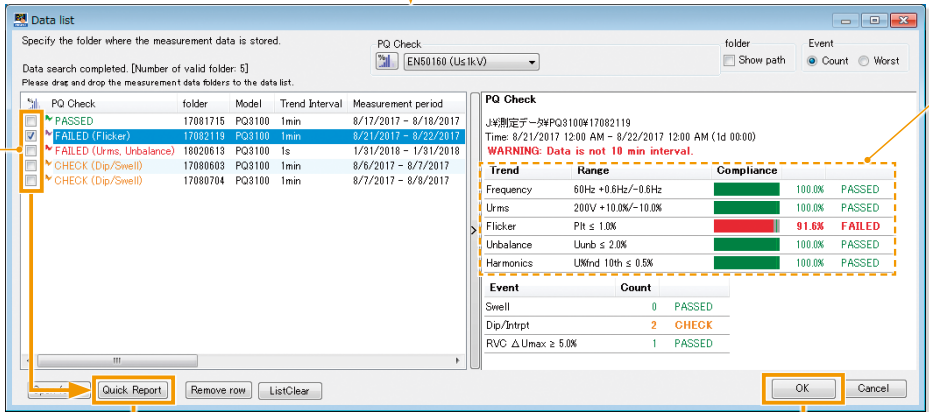 Data list
Specify the folder where the measurement data is stored.
Data search completed. [Number of valid folder: 5]
Please drag and drop the measurement data folders to the data list.
PQ Check
EN50160 (U≤1kV)
folder
Show path
Event
Count Worst
PQ Check folder Model Trend Interval Measurement period
PASSED 17081715 PQ3100 1min 8/17/2017 - 8/18/2017
FAILED (Flicker) 17082119 PQ3100 1min 8/21/2017 - 8/22/2017
FAILED (Urms, Unbalance) 18020613 PQ3100 1s 1/31/2018 - 1/31/2018
CHECK (Dip/Swell) 17080603 PQ3100 1min 8/6/2017 - 8/7/2017
CHECK (Dip/Swell) 17080704 PQ3100 1min 8/7/2017 - 8/8/2017
PQ Check
J:¥測定データ¥PQ3100¥17082119
Time: 8/21/2017 12:00 AM - 8/22/2017 12:00 AM (1d 00:00)
WARNING: Data is not 10 min interval.
Trend Range Compliance
Frequency 60Hz +0.6Hz/-0.6Hz 100.0% PASSED
Urms 200V +10.0%/-10.0% 100.0% PASSED
Flicker Plt ≤ 1.0% 91.6% FAILED
Unbalance Uunb ≤ 2.0% 100.0% PASSED
Harmonics U%fnd 10th ≤ 0.5% 100.0% PASSED
Event Count
Swell 0 PASSED
Dip/Intrpt 2 CHECK
RVC ΔUmax ≥ 5.0% 1 PASSED
Quick Report Remove row ListClear OK Cancel